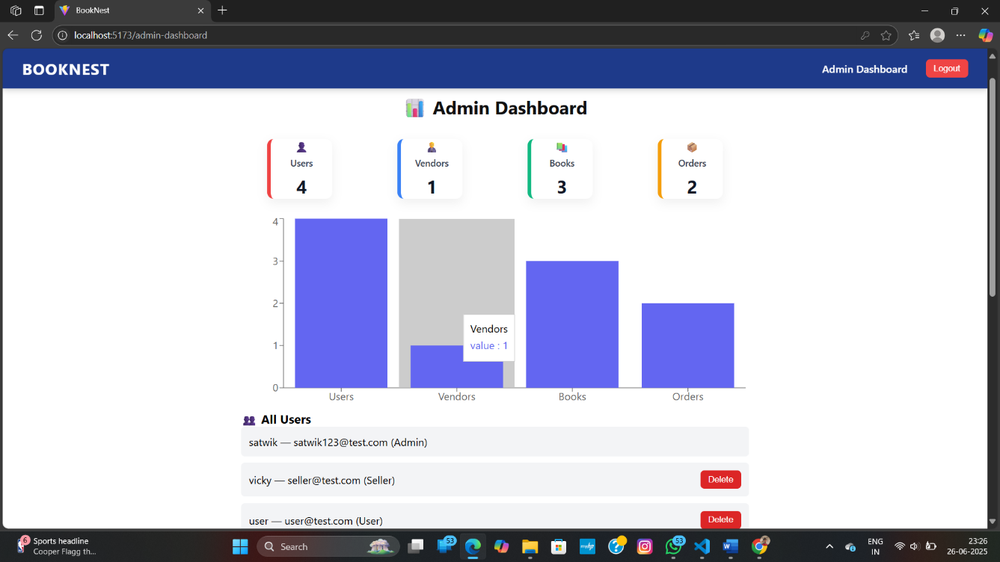 BookNest
localhost:5173/admin-dashboard
BOOKNEST
Admin Dashboard
Logout
Admin Dashboard
Users
4
Vendors
1
Books
3
Orders
2
4
3
2
1
0
Vendors
value : 1
Users
Vendors
Books
Orders
All Users
satwik — satwik123@test.com (Admin)
vicky — seller@test.com (Seller)
Delete
user — user@test.com (User)
Delete
6
Sports headline
Cooper Flagg th...
Search
53
53
ENG
IN
23:26
26-06-2025